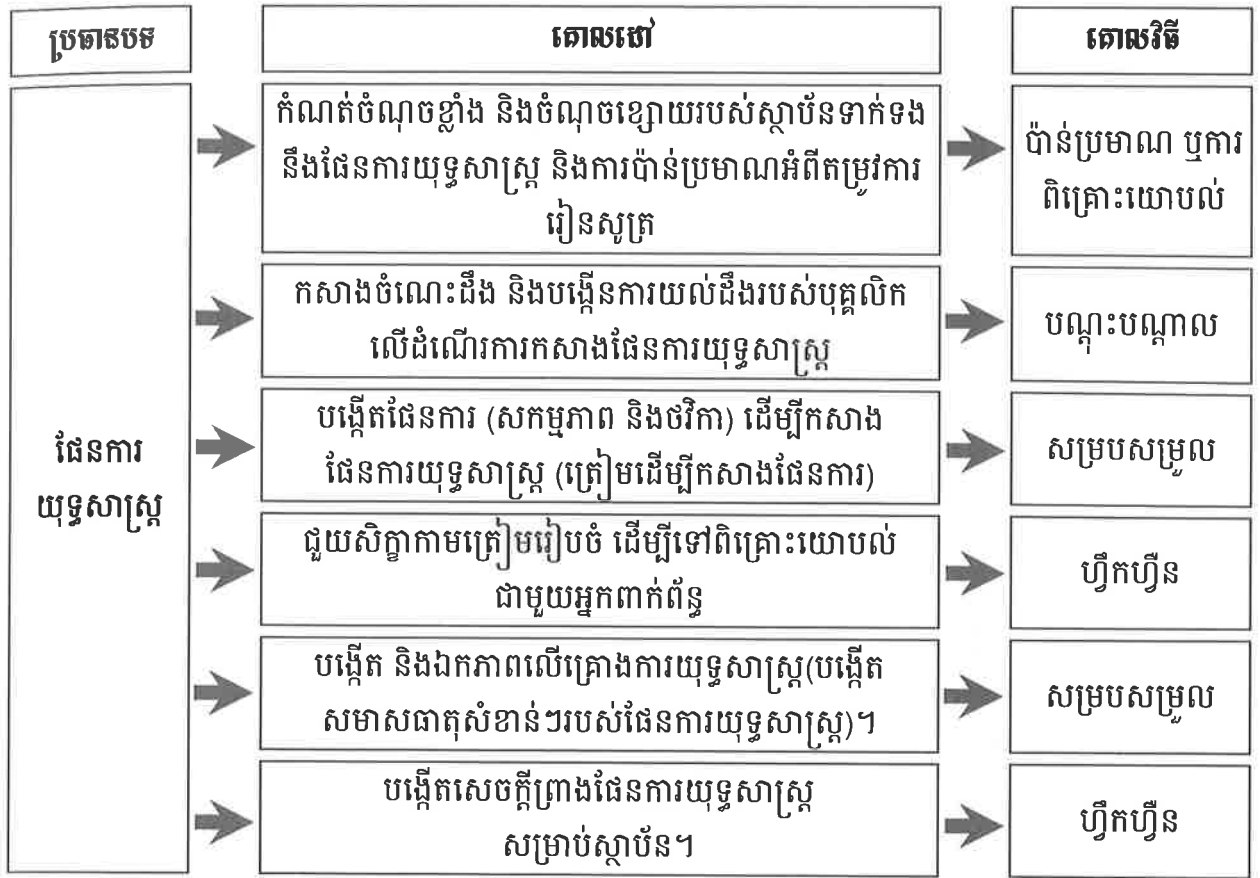 ប្រធានបទ
គោលដៅ
គោលវិធី
ផែនការ
យុទ្ធសាស្ត្រ
កំណត់ចំណុចខ្លាំង និងចំណុចខ្សោយរបស់ស្ថាប័នទាក់ទង
នឹងផែនការយុទ្ធសាស្ត្រ និងការប៉ាន់ប្រមាណអំពីតម្រូវការ
រៀនសូត្រ
ប៉ាន់ប្រមាណ ឬការ
ពិគ្រោះយោបល់
កសាងចំណេះដឹង និងបង្កើនការយល់ដឹងរបស់បុគ្គលិក
លើដំណើរការកសាងផែនការយុទ្ធសាស្ត្រ
បណ្តុះបណ្តាល
បង្កើតផែនការ (សកម្មភាព និងថវិកា) ដើម្បីកសាង
ផែនការយុទ្ធសាស្ត្រ (ត្រៀមដើម្បីកសាងផែនការ)
សម្របសម្រួល
ជួយសិក្ខាកាមត្រៀមរៀបចំ ដើម្បីទៅពិគ្រោះយោបល់
ជាមួយអ្នកពាក់ព័ន្ធ
ហ្វឹកហ្វឺន
បង្កើត និងឯកភាពលើគ្រោងការយុទ្ធសាស្ត្រ(បង្កើត
សមាសធាតុសំខាន់ៗរបស់ផែនការយុទ្ធសាស្ត្រ)។
សម្របសម្រួល
បង្កើតសេចក្តីព្រាងផែនការយុទ្ធសាស្ត្រ
សម្រាប់ស្ថាប័ន។
ហ្វឹកហ្វឺន